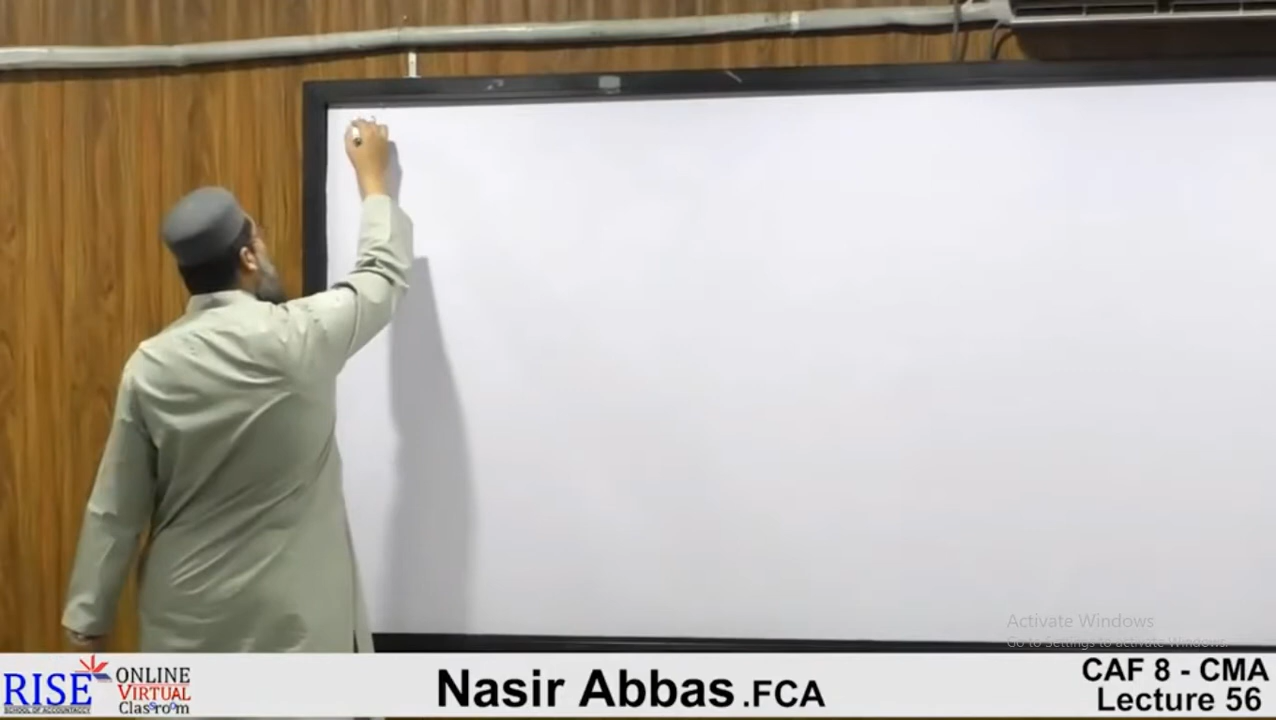 Activate Windows
Go to Settings to activate Windows.
RISE
SCHOOL OF ACCOUNTANCY
ONLINE
VIRTUAL
Classroom
Nasir Abbas .FCA
CAF 8 - CMA
Lecture 56